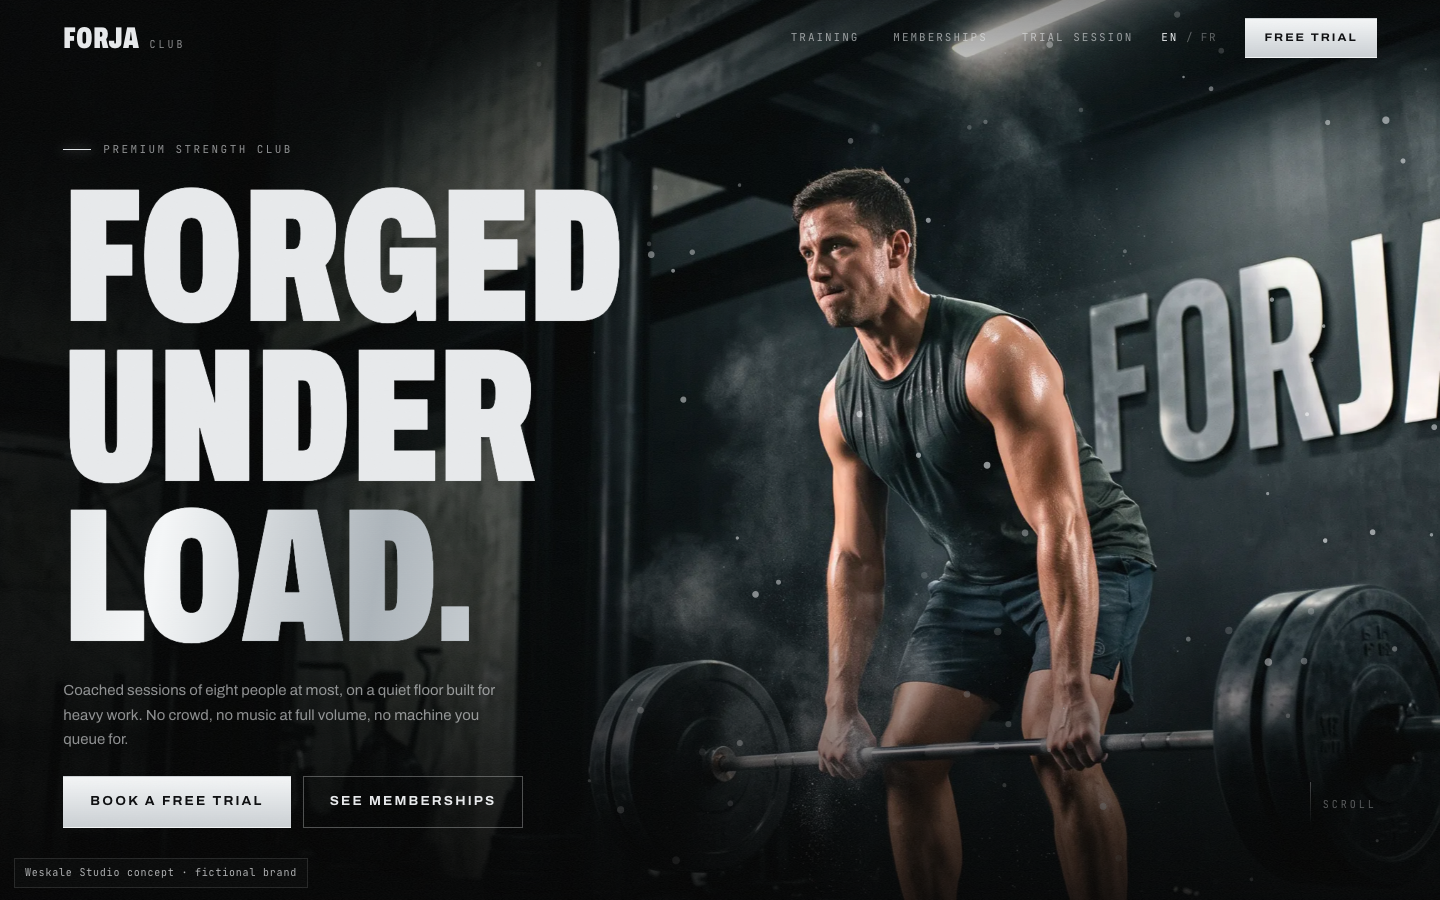 FORJA CLUB
TRAINING MEMBERSHIPS TRIAL SESSION EN / FR FREE TRIAL
PREMIUM STRENGTH CLUB
FORGED
UNDER
LOAD.
FORJA
Coached sessions of eight people at most, on a quiet floor built for
heavy work. No crowd, no music at full volume, no machine you
queue for.
BOOK A FREE TRIAL SEE MEMBERSHIPS
SCROLL
Weskale Studio concept · fictional brand